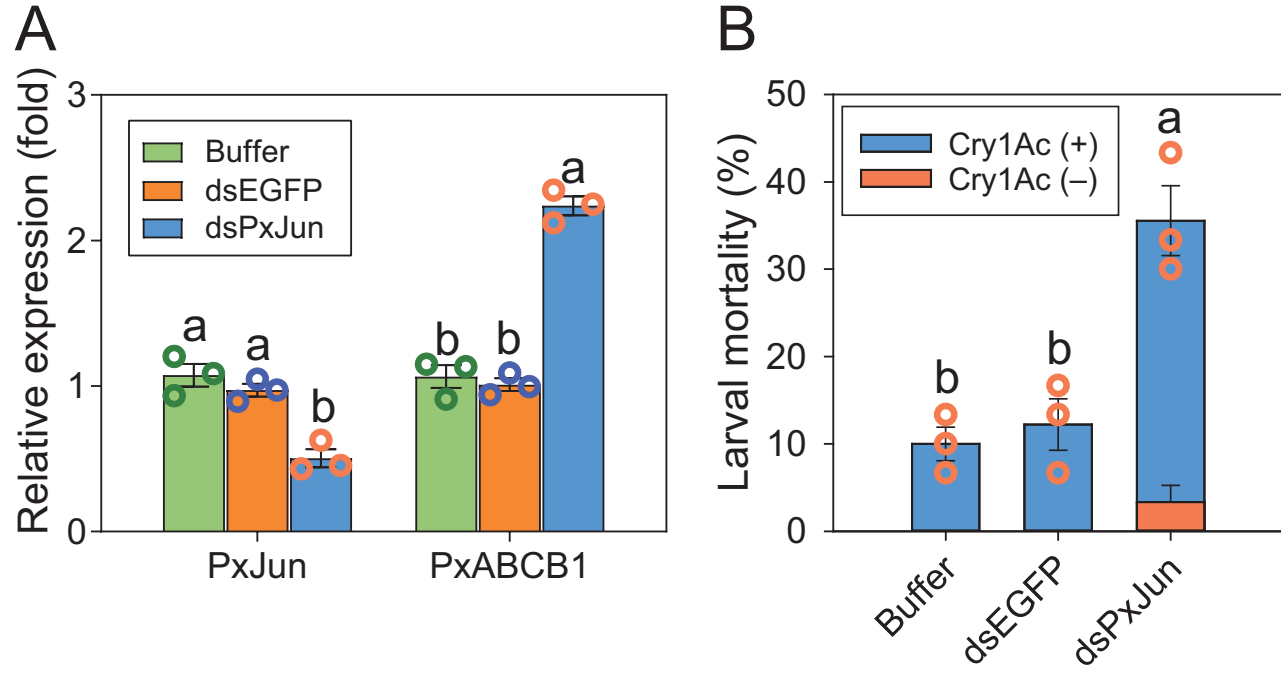 A
Relative expression (fold)
3
2
1
0
Buffer
dsEGFP
dsPxJun
a
a
b
b
b
a
PxJun
PxABCB1
B
Larval mortality (%)
50
40
30
20
10
0
Cry1Ac (+)
Cry1Ac (–)
b
b
a
Buffer
dsEGFP
dsPxJun